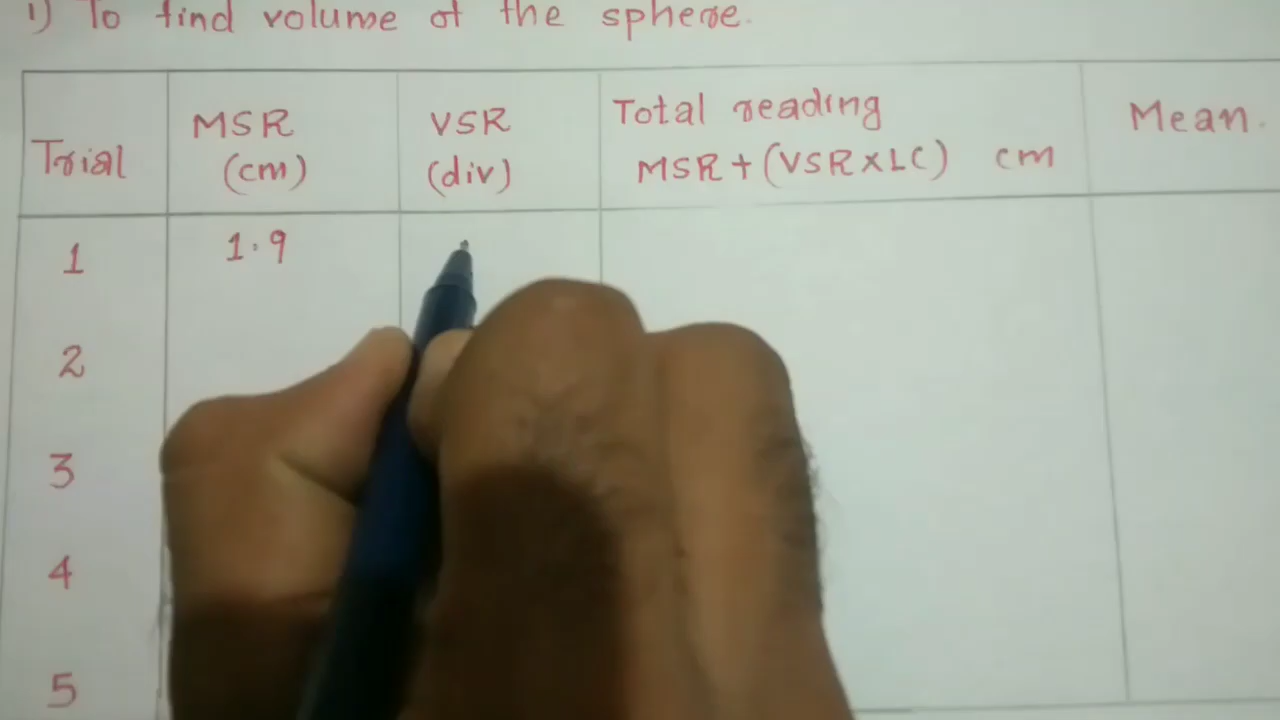 1) To find volume of the sphere.
Trial
MSR
(cm)
VSR
(div)
Total reading
MSR + (VSR X LC) cm
Mean.
1 1.9
2
3
4
5